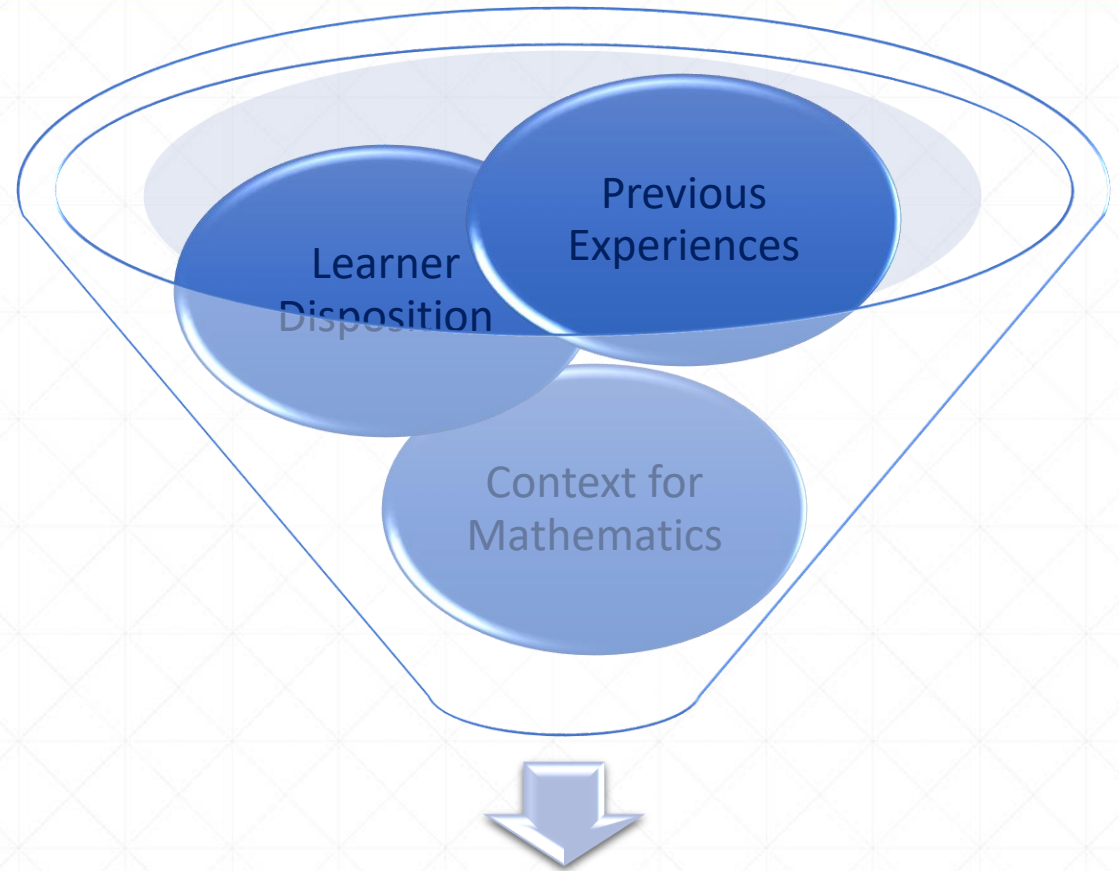 Previous
Experiences
Learner
Disposition
Context for
Mathematics